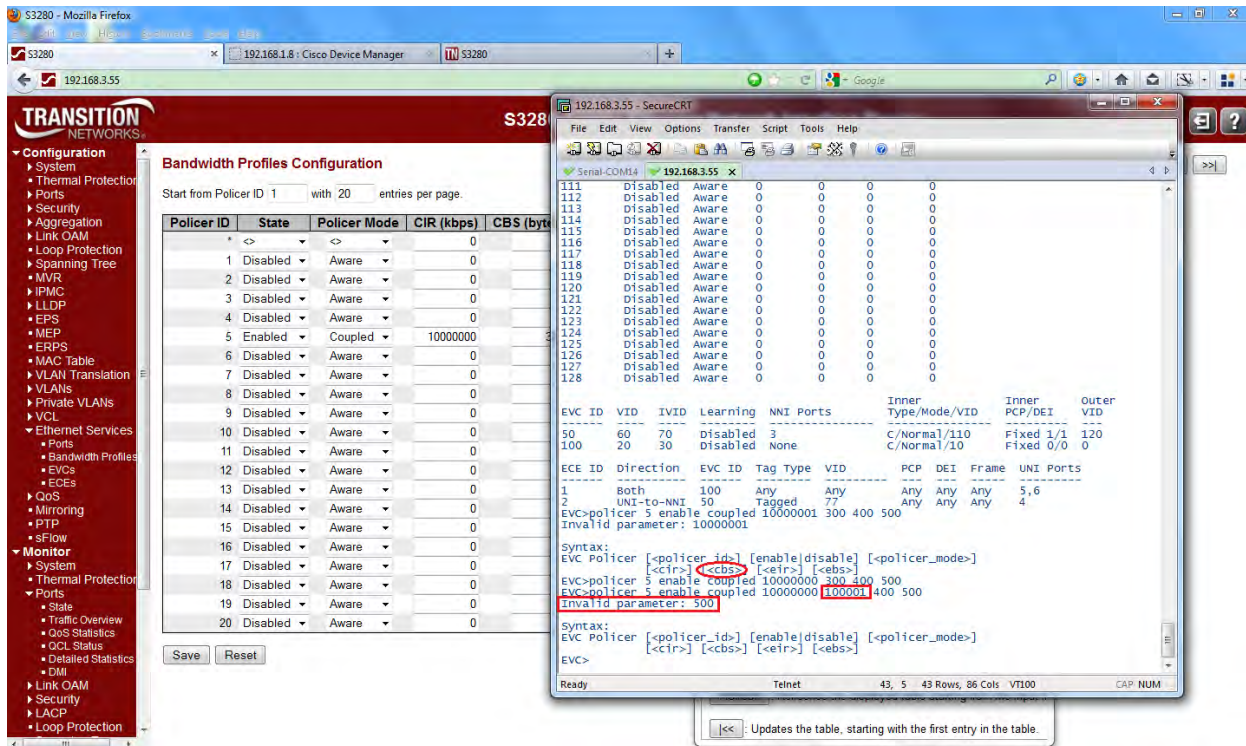 S3280 - Mozilla Firefox
S3280
192.168.1.8 : Cisco Device Manager
S3280
192.168.3.55
Google
TRANSITION
NETWORKS®
S328
Configuration
System
Thermal Protection
Ports
Security
Aggregation
Link OAM
Loop Protection
Spanning Tree
MVR
IPMC
LLDP
EPS
MEP
ERPS
MAC Table
VLAN Translation
VLANs
Private VLANs
VCL
Ethernet Services
Ports
Bandwidth Profiles
EVCs
ECEs
QoS
Mirroring
PTP
sFlow
Monitor
System
Thermal Protection
Ports
State
Traffic Overview
QoS Statistics
QCL Status
Detailed Statistics
DMI
Link OAM
Security
LACP
Loop Protection
Bandwidth Profiles Configuration
Start from Policer ID 1 with 20 entries per page.
>>|
Policer ID State Policer Mode CIR (kbps) CBS (byte
* <> <> 0
1 Disabled Aware 0
2 Disabled Aware 0
3 Disabled Aware 0
4 Disabled Aware 0
5 Enabled Coupled 10000000 3
6 Disabled Aware 0
7 Disabled Aware 0
8 Disabled Aware 0
9 Disabled Aware 0
10 Disabled Aware 0
11 Disabled Aware 0
12 Disabled Aware 0
13 Disabled Aware 0
14 Disabled Aware 0
15 Disabled Aware 0
16 Disabled Aware 0
17 Disabled Aware 0
18 Disabled Aware 0
19 Disabled Aware 0
20 Disabled Aware 0
Save Reset
192.168.3.55 - SecureCRT
File Edit View Options Transfer Script Tools Help
Serial-COM14 192.168.3.55
111 Disabled Aware 0 0 0 0
112 Disabled Aware 0 0 0 0
113 Disabled Aware 0 0 0 0
114 Disabled Aware 0 0 0 0
115 Disabled Aware 0 0 0 0
116 Disabled Aware 0 0 0 0
117 Disabled Aware 0 0 0 0
118 Disabled Aware 0 0 0 0
119 Disabled Aware 0 0 0 0
120 Disabled Aware 0 0 0 0
121 Disabled Aware 0 0 0 0
122 Disabled Aware 0 0 0 0
123 Disabled Aware 0 0 0 0
124 Disabled Aware 0 0 0 0
125 Disabled Aware 0 0 0 0
126 Disabled Aware 0 0 0 0
127 Disabled Aware 0 0 0 0
128 Disabled Aware 0 0 0 0
Inner Inner Outer
EVC ID VID IVID Learning NNI Ports Type/Mode/VID PCP/DEI VID
50 60 70 Disabled 3 C/Normal/110 Fixed 1/1 120
100 20 30 Disabled None C/Normal/10 Fixed 0/0 0
ECE ID Direction EVC ID Tag Type VID PCP DEI Frame UNI Ports
1 Both 100 Any Any Any Any Any 5,6
2 UNI-to-NNI 50 Tagged 77 Any Any Any 4
EVC>policer 5 enable coupled 10000001 300 400 500
Invalid parameter: 10000001
Syntax:
EVC Policer [<policer_id>] [enable|disable] [<policer_mode>]
[<cir>] [<cbs>] [<eir>] [<ebs>]
EVC>policer 5 enable coupled 10000000 300 400 500
EVC>policer 5 enable coupled 10000000 100001 400 500
Invalid parameter: 500
Syntax:
EVC Policer [<policer_id>] [enable|disable] [<policer_mode>]
[<cir>] [<cbs>] [<eir>] [<ebs>]
EVC>
Ready Telnet 43, 5 43 Rows, 86 Cols VT100 CAP NUM
|<< : Updates the table, starting with the first entry in the table.